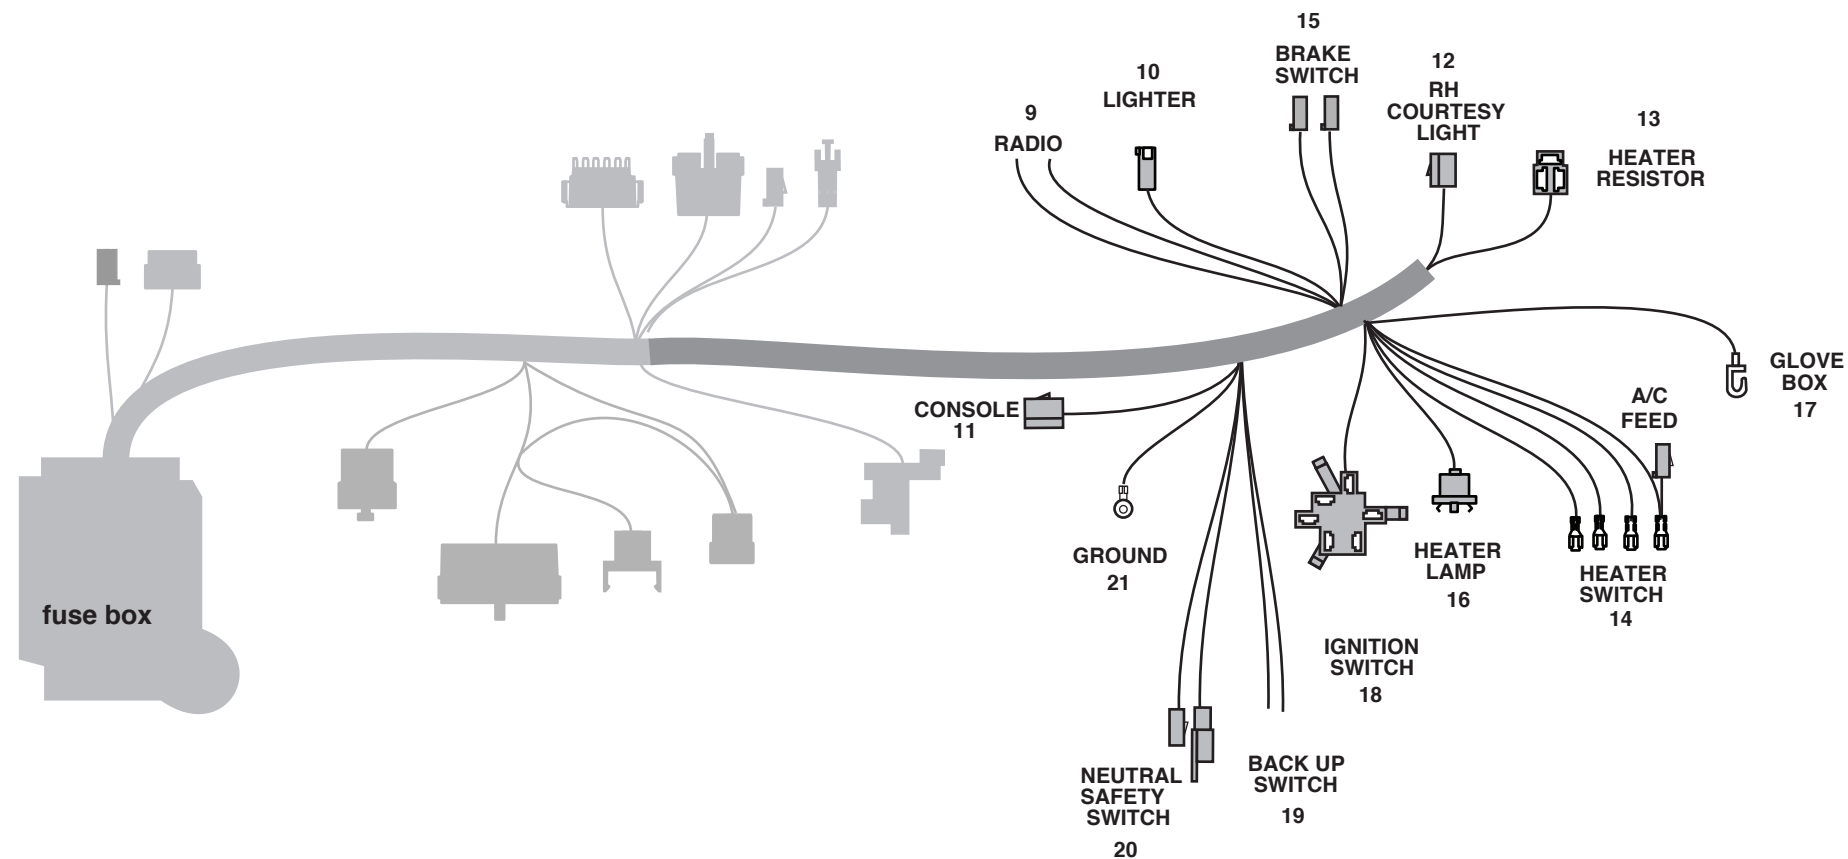 15
BRAKE
SWITCH
12
RH
COURTESY
LIGHT
10
LIGHTER
9
RADIO
13
HEATER
RESISTOR
CONSOLE
11
GLOVE
BOX
17
A/C
FEED
GROUND
21
HEATER
LAMP
16
HEATER
SWITCH
14
fuse box
IGNITION
SWITCH
18
NEUTRAL
SAFETY
SWITCH
20
BACK UP
SWITCH
19